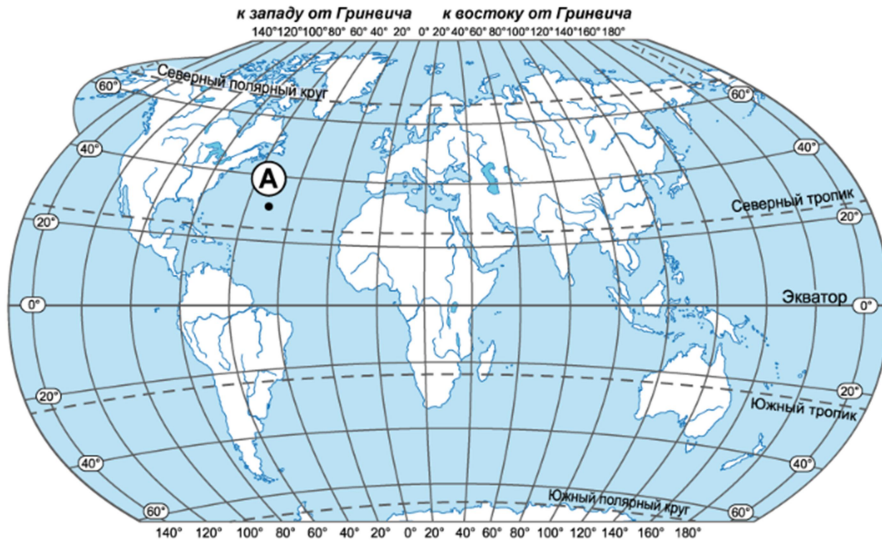 к западу от Гринвича к востоку от Гринвича
140° 120° 100° 80° 60° 40° 20° 0° 20° 40° 60° 80° 100° 120° 140° 160° 180°
Северный полярный круг
60° 60°
40° 40°
А
Северный тропик
20° 20°
Экватор
0° 0°
20° 20°
Южный тропик
40° 40°
Южный полярный круг
60° 60°
140° 120° 100° 80° 60° 40° 20° 0° 20° 40° 60° 80° 100° 120° 140° 160° 180°